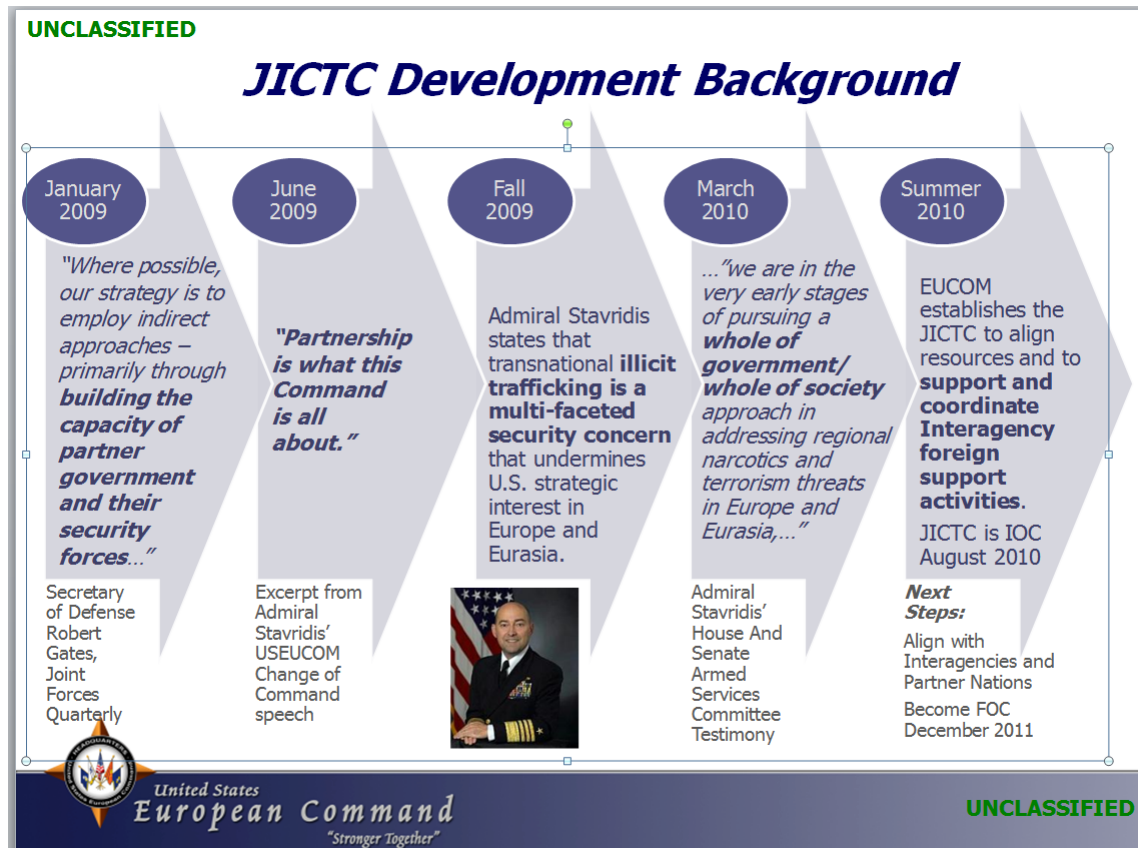 UNCLASSIFIED
JICTC Development Background
January
2009
“Where possible,
our strategy is to
employ indirect
approaches –
primarily through
building the
capacity of
partner
government
and their
security
forces…”
Secretary
of Defense
Robert
Gates,
Joint
Forces
Quarterly
June
2009
“Partnership
is what this
Command
is all
about.”
Excerpt from
Admiral
Stavridis’
USEUCOM
Change of
Command
speech
Fall
2009
Admiral Stavridis
states that
transnational illicit
trafficking is a
multi-faceted
security concern
that undermines
U.S. strategic
interest in
Europe and
Eurasia.
March
2010
…”we are in the
very early stages
of pursuing a
whole of
government/
whole of society
approach in
addressing regional
narcotics and
terrorism threats
in Europe and
Eurasia,…”
Admiral
Stavridis’
House And
Senate
Armed
Services
Committee
Testimony
Summer
2010
EUCOM
establishes the
JICTC to align
resources and to
support and
coordinate
Interagency
foreign
support
activities.
JICTC is IOC
August 2010
Next
Steps:
Align with
Interagencies and
Partner Nations
Become FOC
December 2011
United States
European Command
“Stronger Together”
UNCLASSIFIED